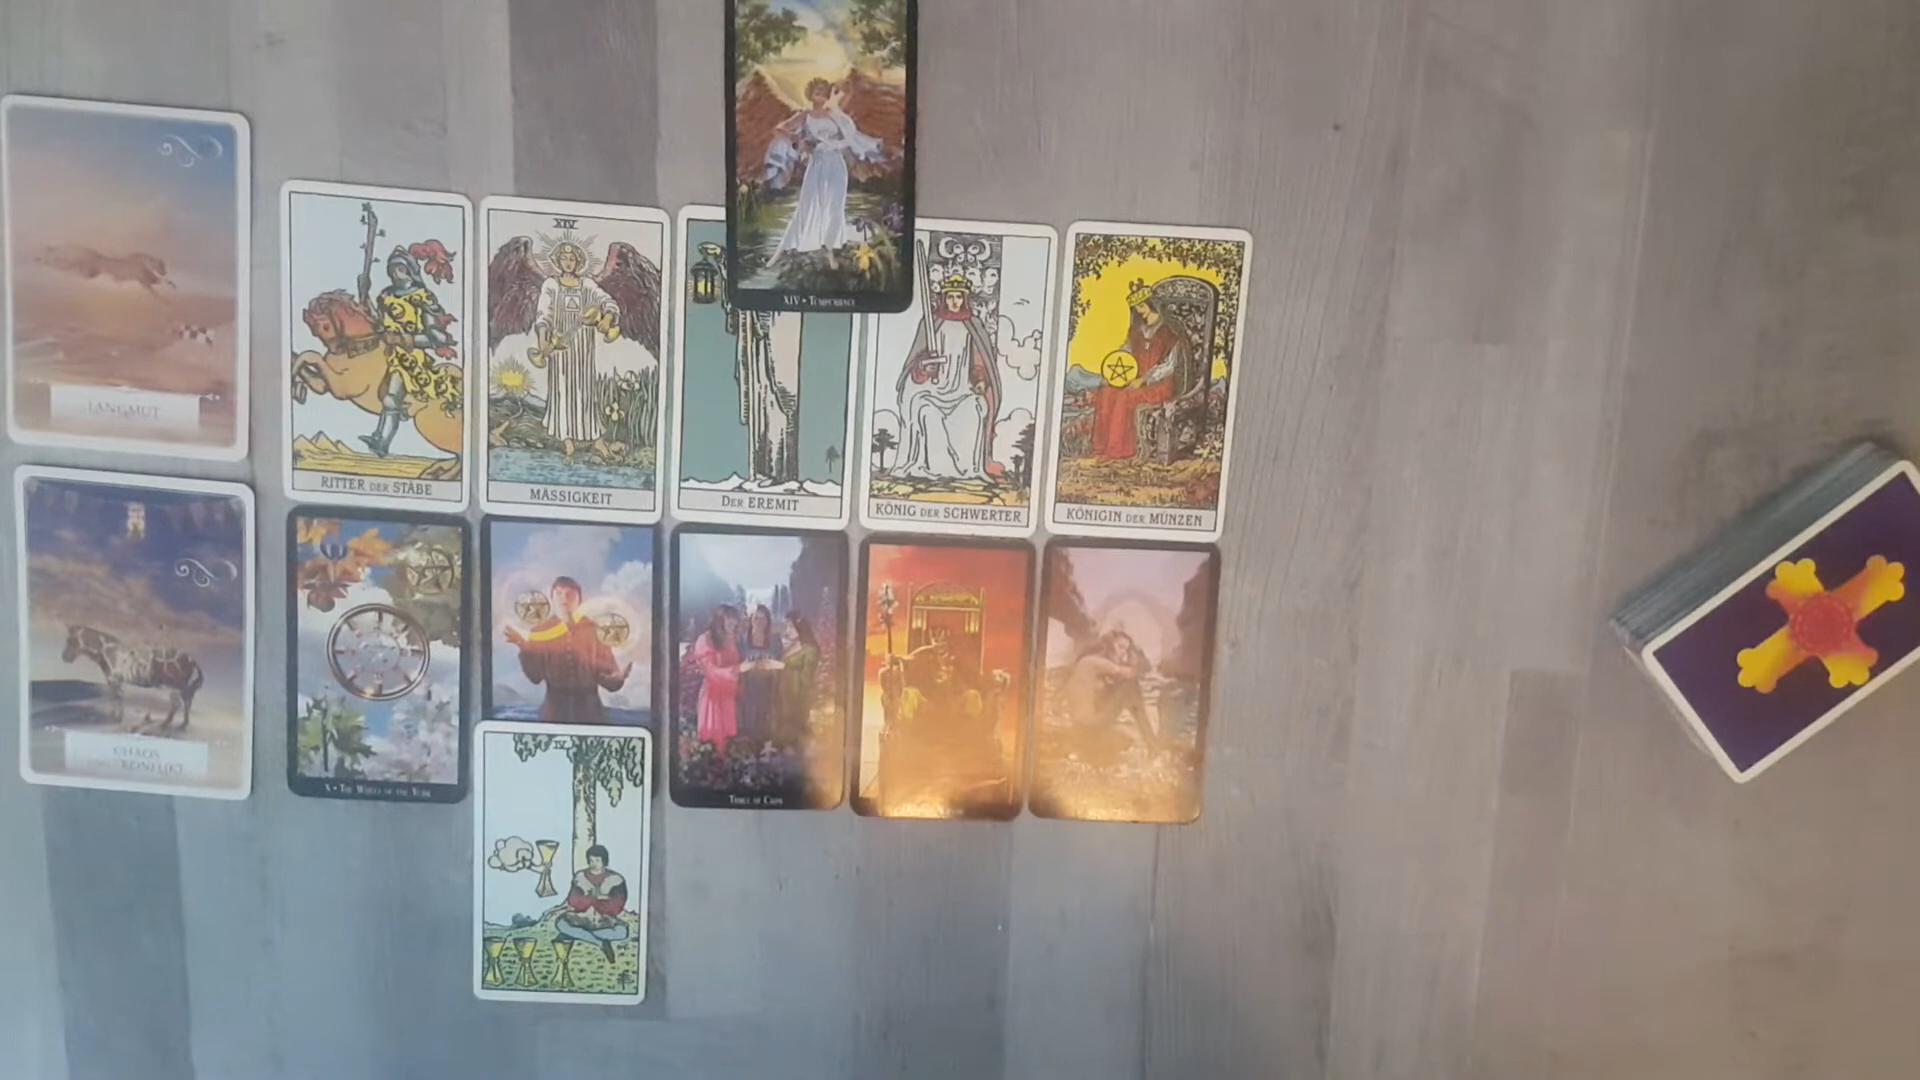 XIV • TEMPERANCE
LANGMUT
XIV
RITTER DER STÄBE
MÄSSIGKEIT
DER EREMIT
KÖNIG DER SCHWERTER
KÖNIGIN DER MÜNZEN
CHAOS
UND KONFLIKT
X • THE WHEEL OF THE YEAR
THREE OF CUPS
IV